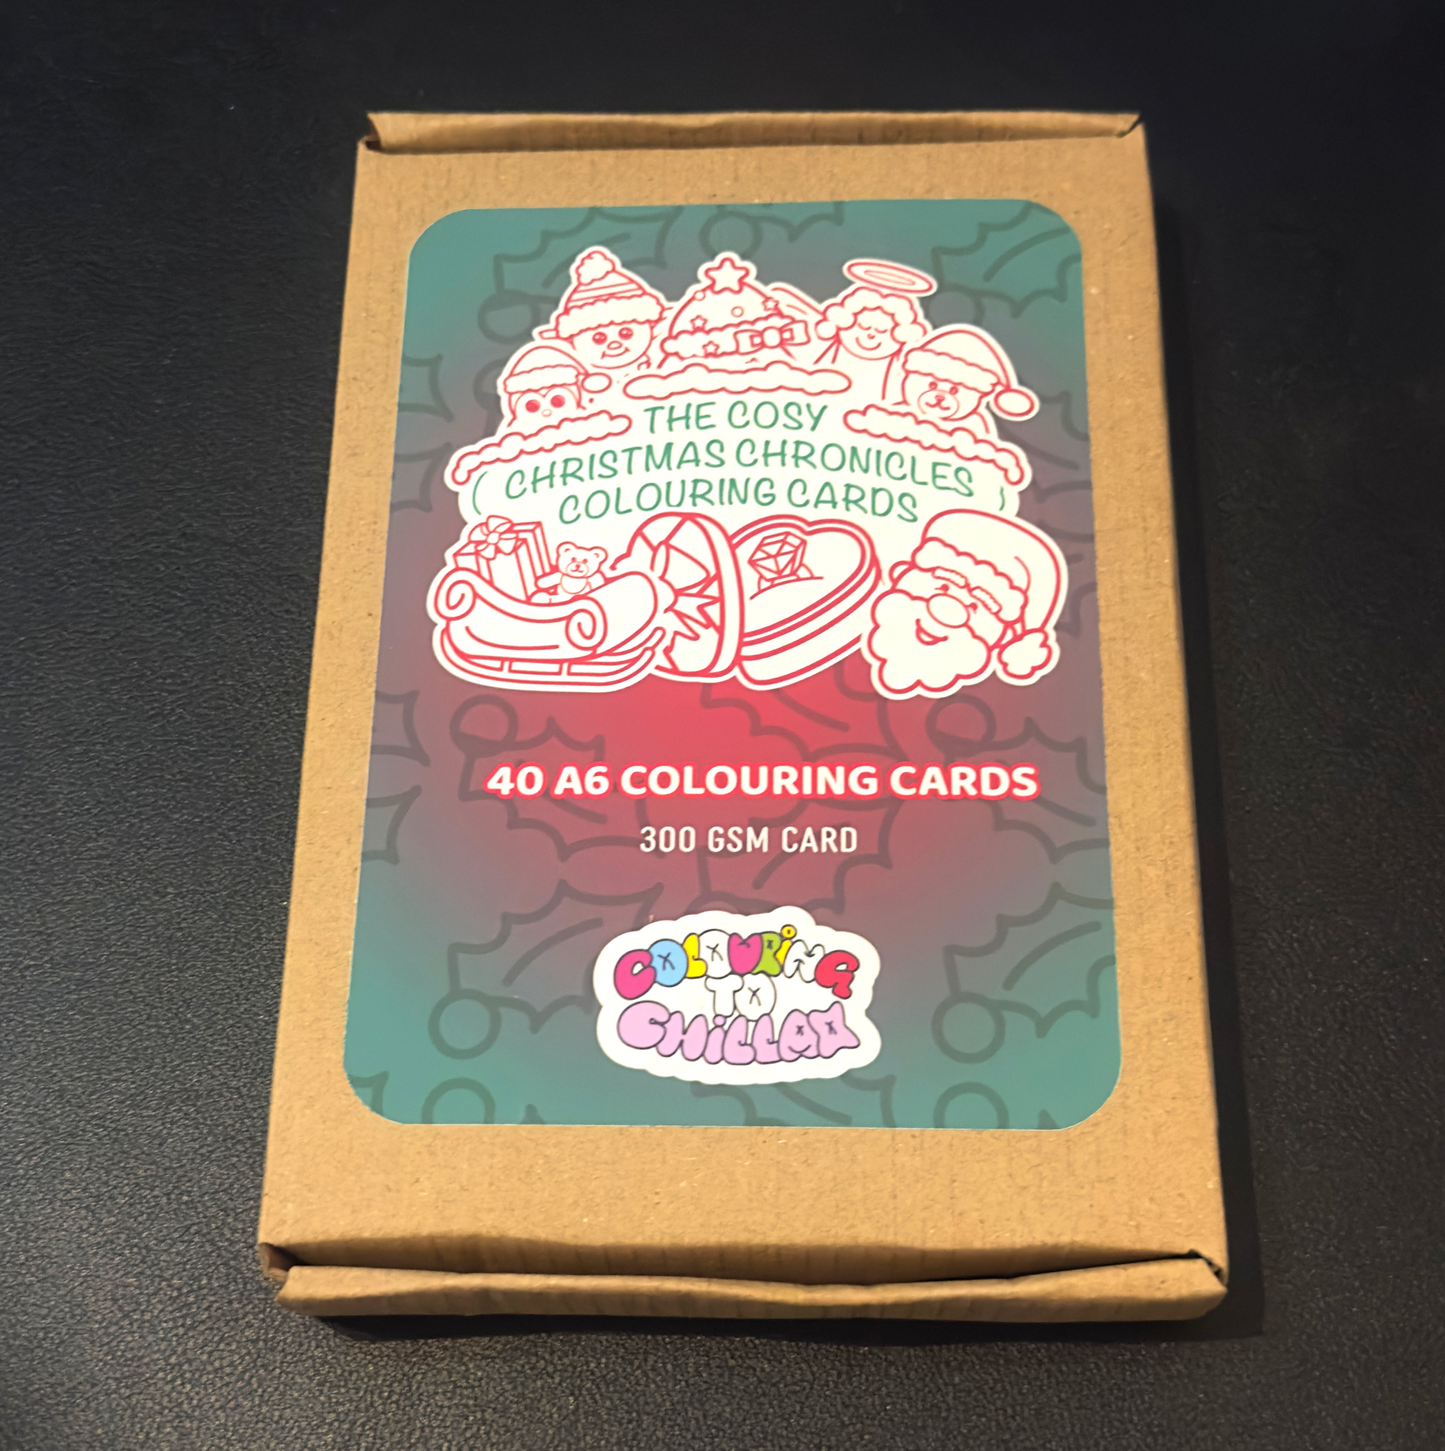 THE COSY
CHRISTMAS CHRONICLES
COLOURING CARDS
40 A6 COLOURING CARDS
300 GSM CARD
COLOURING
TO
CHILLAX